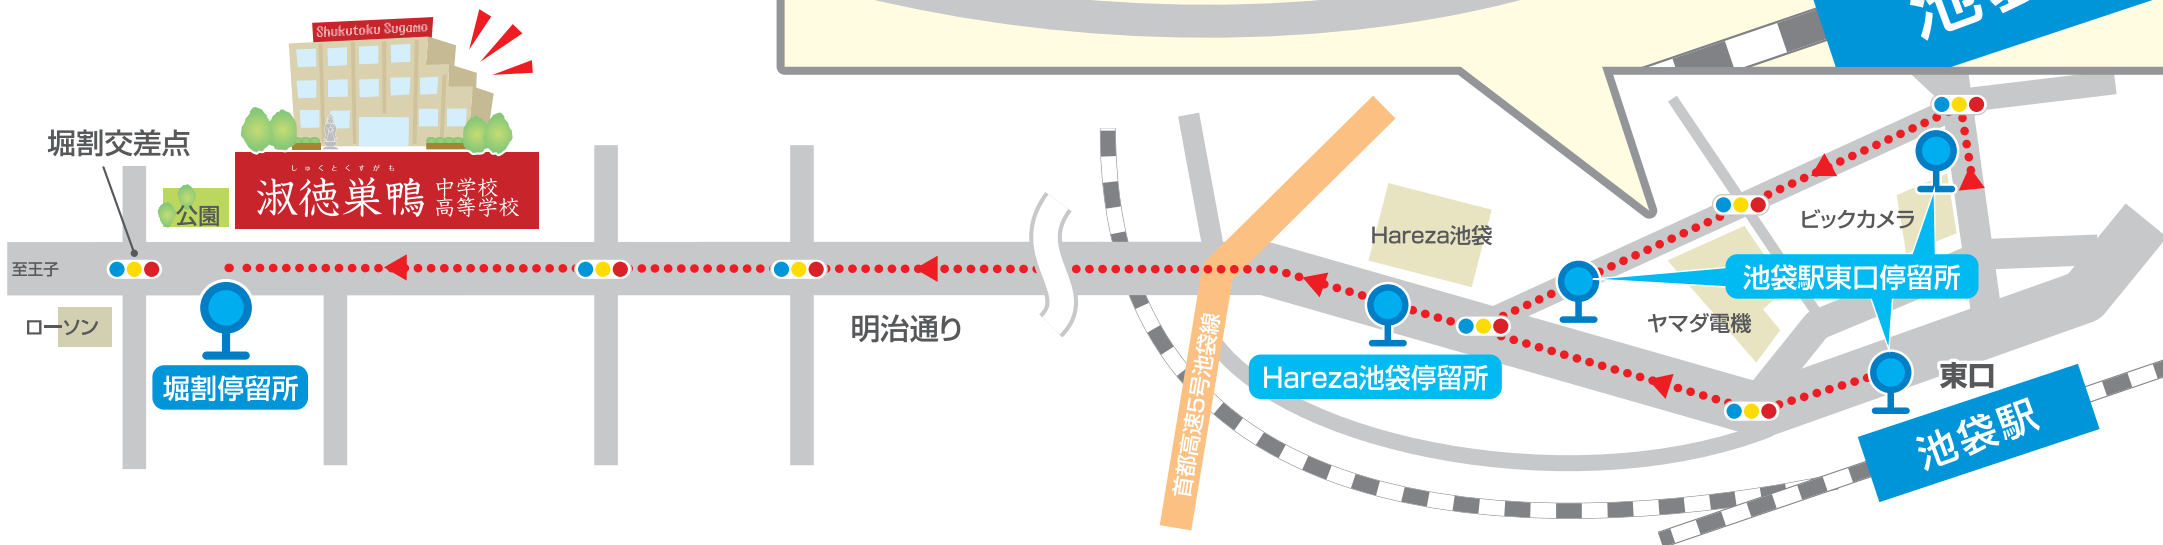 Shukutoku Sugamo
堀割交差点
しゅくとくすがも
淑徳巣鴨 中学校
高等学校
公園
至王子
ローソン
堀割停留所
明治通り
首都高速5号池袋線
Hareza池袋
Hareza池袋停留所
ビックカメラ
池袋駅東口停留所
ヤマダ電機
東口
池袋駅
池袋